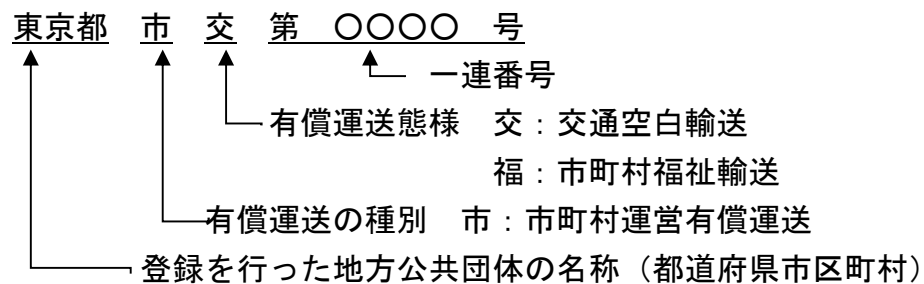 東京都　市　交　第　〇〇〇〇　号
一連番号
有償運送態様　交：交通空白輸送
福：市町村福祉輸送
有償運送の種別　市：市町村運営有償運送
登録を行った地方公共団体の名称（都道府県市区町村）